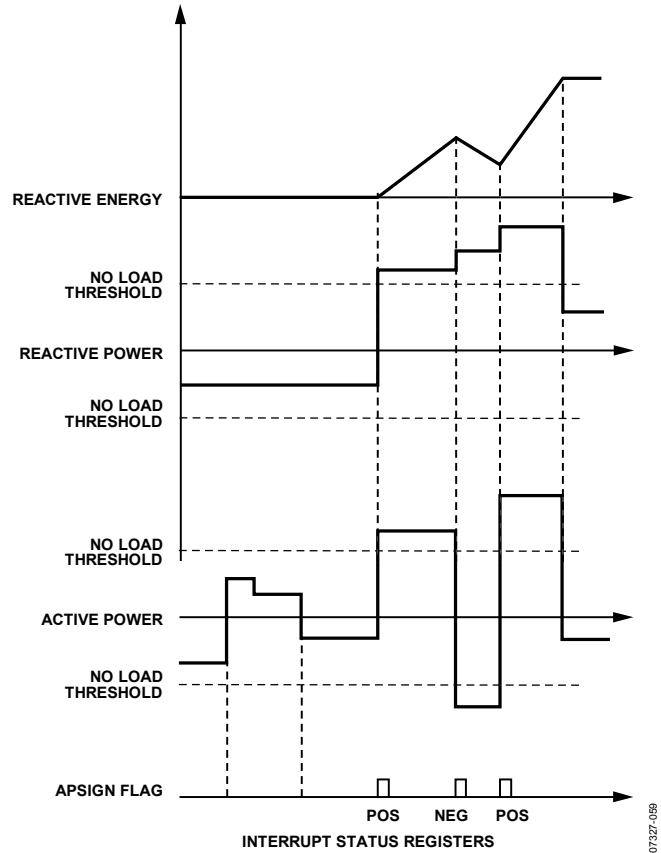 REACTIVE ENERGY
NO LOAD
THRESHOLD
REACTIVE POWER
NO LOAD
THRESHOLD
NO LOAD
THRESHOLD
ACTIVE POWER
NO LOAD
THRESHOLD
APSIGN FLAG
POS NEG POS
INTERRUPT STATUS REGISTERS
07327-059